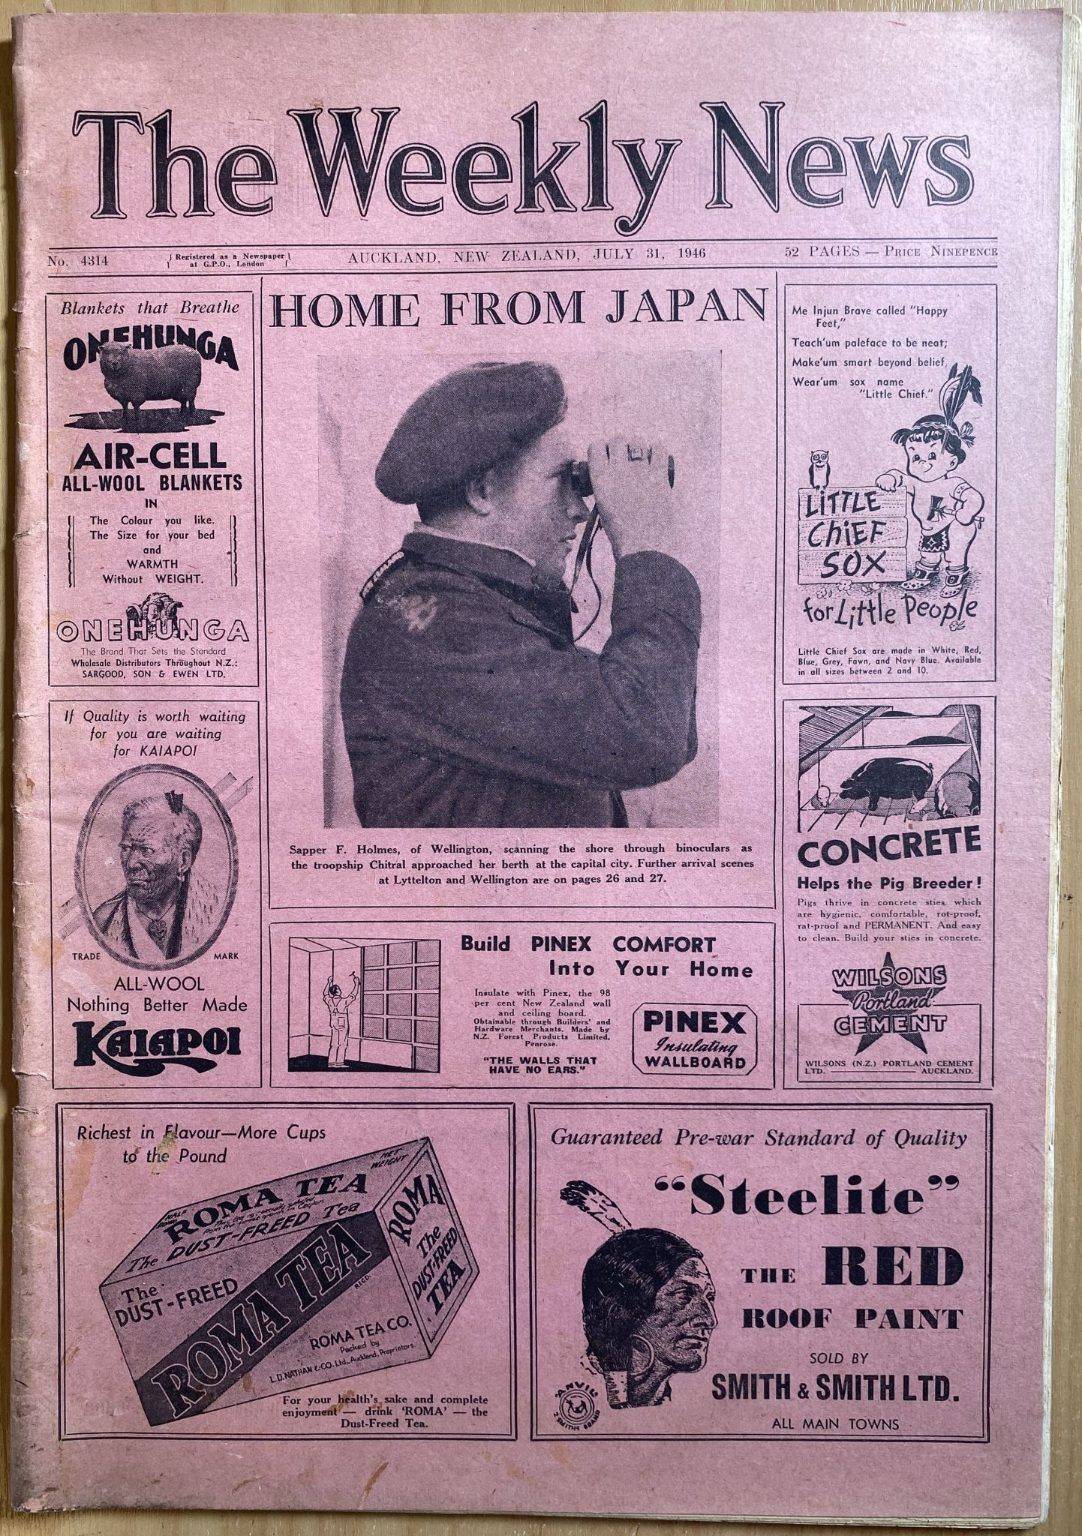 The Weekly News
No. 4314
Registered as a Newspaper
at G.P.O., London
AUCKLAND, NEW ZEALAND, JULY 31, 1946
52 PAGES — PRICE NINEPENCE
Blankets that Breathe
ONEHUNGA
AIR-CELL
ALL-WOOL BLANKETS
IN
The Colour you like.
The Size for your bed
and
WARMTH
Without WEIGHT.
ONEHUNGA
The Brand That Sets the Standard
Wholesale Distributors Throughout N.Z.:
SARGOOD, SON & EWEN LTD.
If Quality is worth waiting
for you are waiting
for KAIAPOI
TRADE MARK
ALL-WOOL
Nothing Better Made
KAIAPOI
HOME FROM JAPAN
Sapper F. Holmes, of Wellington, scanning the shore through binoculars as
the troopship Chitral approached her berth at the capital city. Further arrival scenes
at Lyttelton and Wellington are on pages 26 and 27.
Build PINEX COMFORT
Into Your Home
Insulate with Pinex, the 98
per cent New Zealand wall
and ceiling board.
Obtainable through Builders' and
Hardware Merchants. Made by
N.Z. Forest Products Limited,
Penrose.
"THE WALLS THAT
HAVE NO EARS."
PINEX
Insulating
WALLBOARD
Me Injun Brave called "Happy
Feet,"
Teach'um paleface to be neat;
Make'um smart beyond belief,
Wear'um sox name
"Little Chief."
LiTTLE
CHiEF
SOX
for Little People
Little Chief Sox are made in White, Red,
Blue, Grey, Fawn, and Navy Blue. Available
in all sizes between 2 and 10.
CONCRETE
Helps the Pig Breeder!
Pigs thrive in concrete sties which
are hygienic, comfortable, rot-proof,
rat-proof and PERMANENT. And easy
to clean. Build your sties in concrete.
WILSONS
Portland
CEMENT
WILSONS (N.Z.) PORTLAND CEMENT
LTD. AUCKLAND.
Richest in Flavour—More Cups
to the Pound
NET
WEIGHT
ROMA TEA
The DUST-FREED Tea
ROMA
The
DUST-FREED
TEA
The
DUST-FREED
ROMA TEA
REGD.
ROMA TEA CO.
Packed by
L.D. NATHAN & CO. Ltd., Auckland, Proprietors.
For your health's sake and complete
enjoyment — drink 'ROMA' — the
Dust-Freed Tea.
Guaranteed Pre-war Standard of Quality
"Steelite"
THE RED
ROOF PAINT
SOLD BY
SMITH & SMITH LTD.
ALL MAIN TOWNS
ANVIL